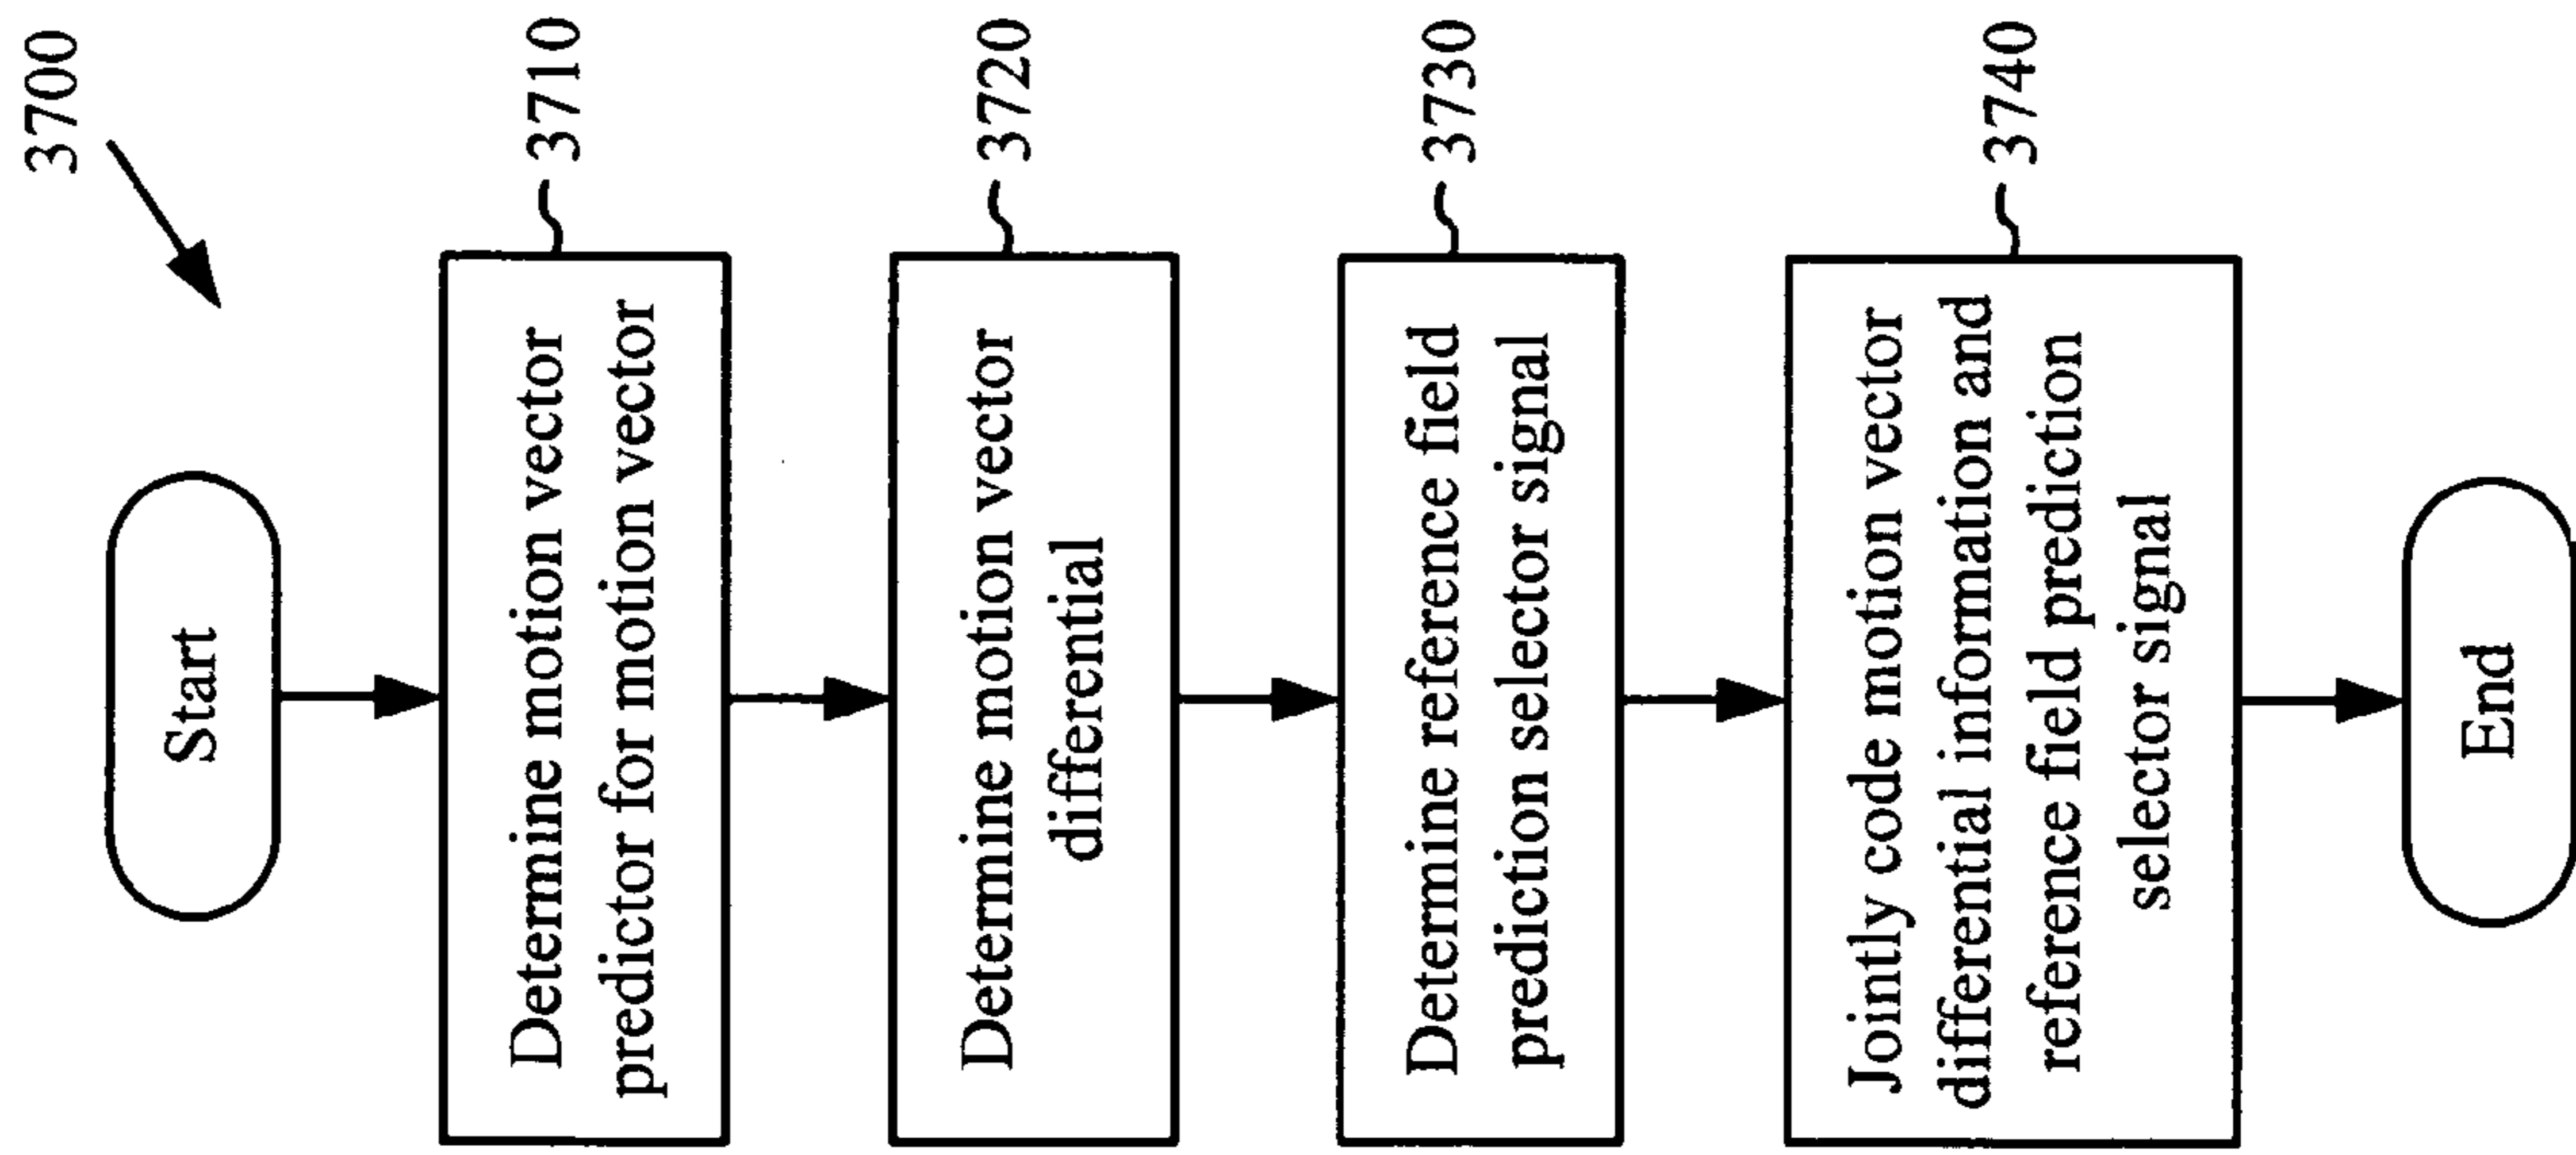 3700
Start
Determine motion vector
predictor for motion vector
3710
Determine motion vector
differential
3720
Determine reference field
prediction selector signal
3730
Jointly code motion vector
differential information and
reference field prediction
selector signal
3740
End